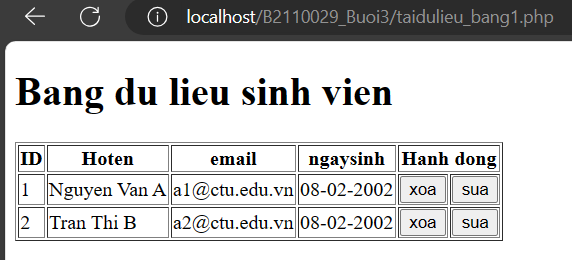 localhost/B2110029_Buoi3/taidulieu_bang1.php
Bang du lieu sinh vien
ID Hoten email ngaysinh Hanh dong
1 Nguyen Van A a1@ctu.edu.vn 08-02-2002 xoa sua
2 Tran Thi B a2@ctu.edu.vn 08-02-2002 xoa sua